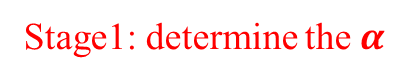 Stage1: determine the α